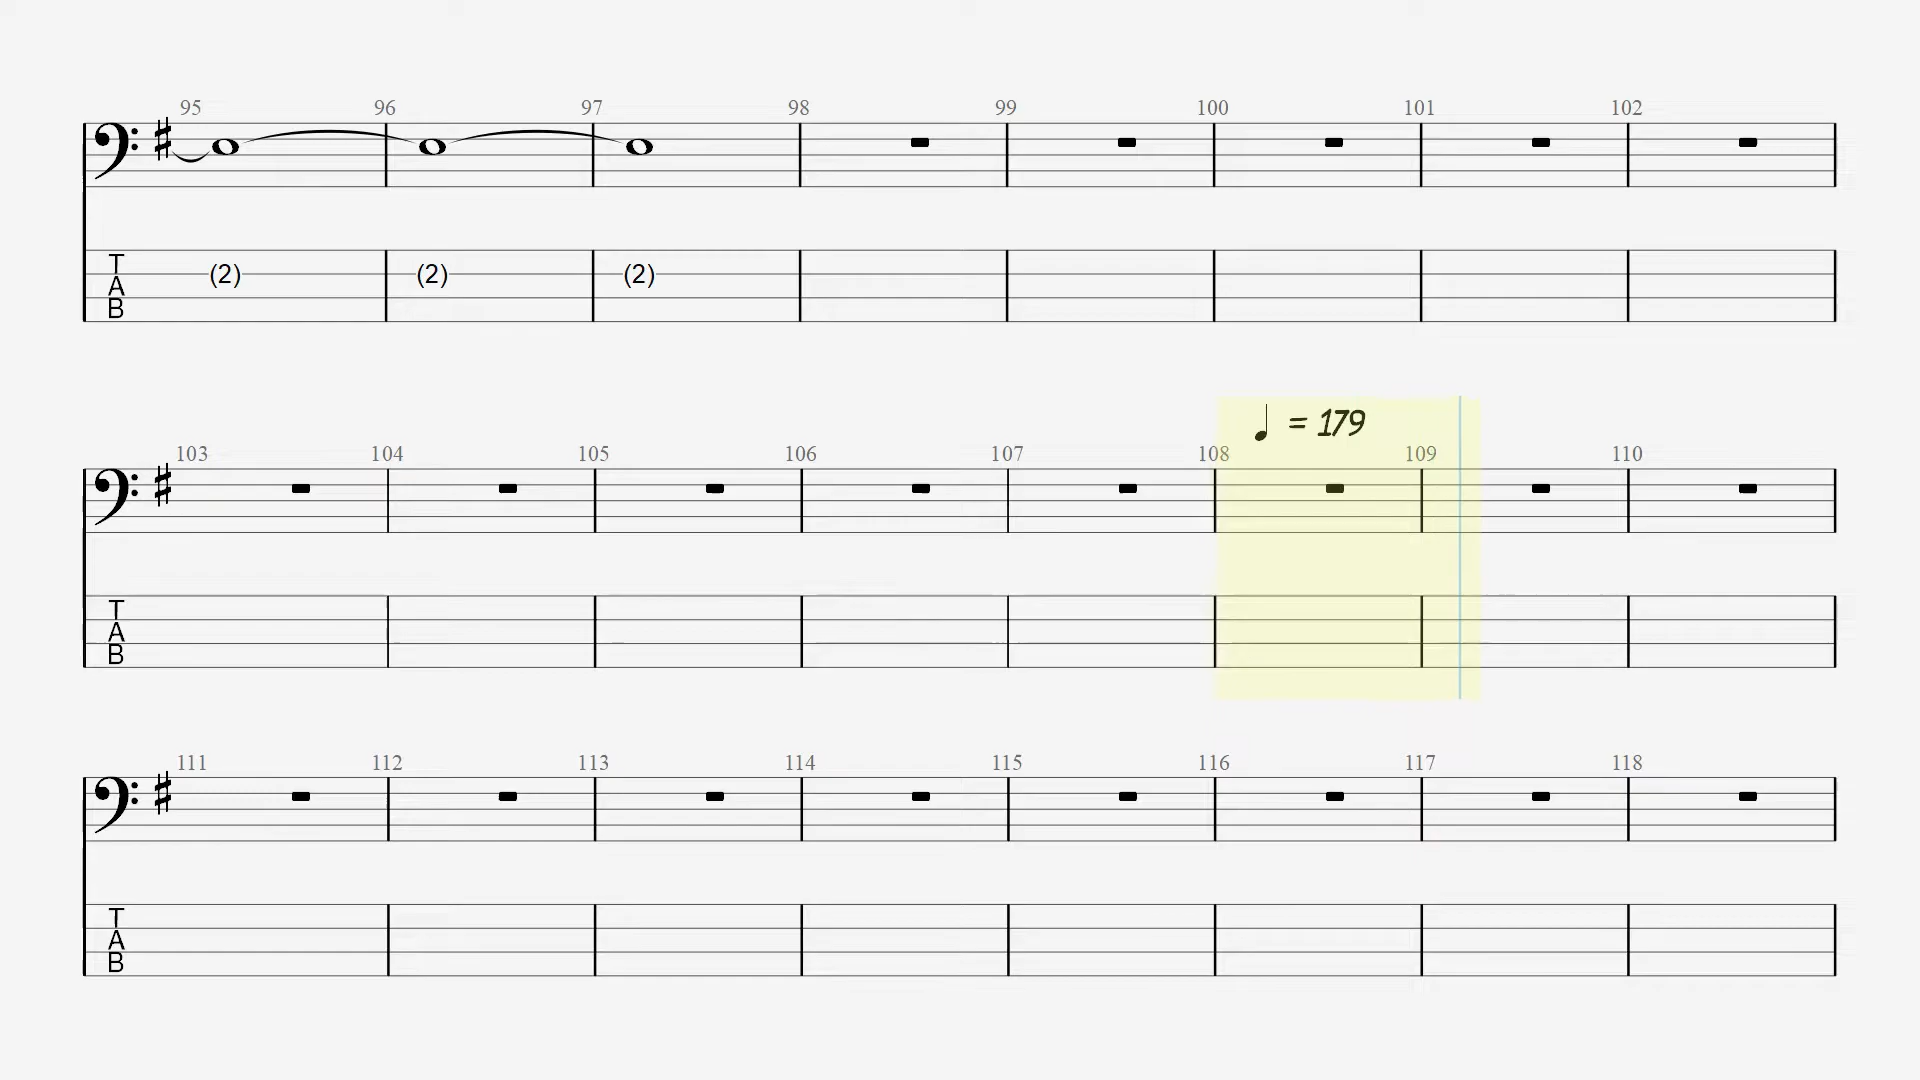 95 96 97 98 99 100 101 102
T
A
B
(2) (2) (2)
♩ = 179
103 104 105 106 107 108 109 110
T
A
B
111 112 113 114 115 116 117 118
T
A
B